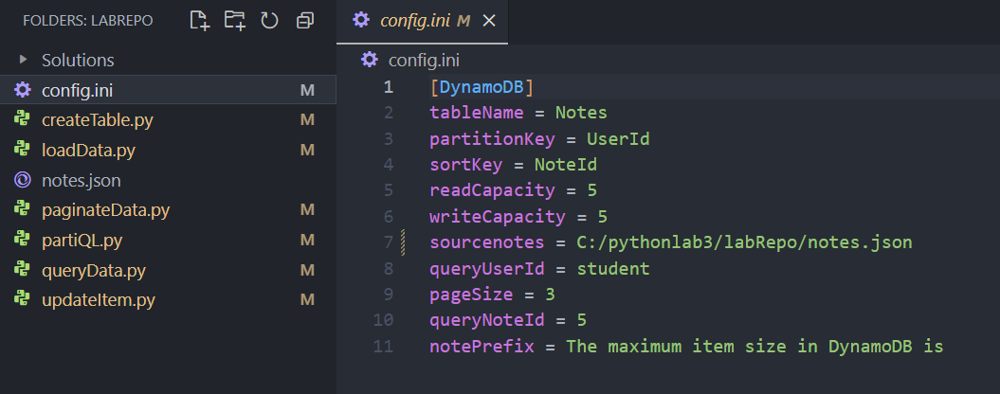 FOLDERS: LABREPO
Solutions
config.ini M
createTable.py M
loadData.py M
notes.json
paginateData.py M
partiQL.py M
queryData.py M
updateItem.py M
config.ini M
config.ini
1 [DynamoDB]
2 tableName = Notes
3 partitionKey = UserId
4 sortKey = NoteId
5 readCapacity = 5
6 writeCapacity = 5
7 sourcenotes = C:/pythonlab3/labRepo/notes.json
8 queryUserId = student
9 pageSize = 3
10 queryNoteId = 5
11 notePrefix = The maximum item size in DynamoDB is